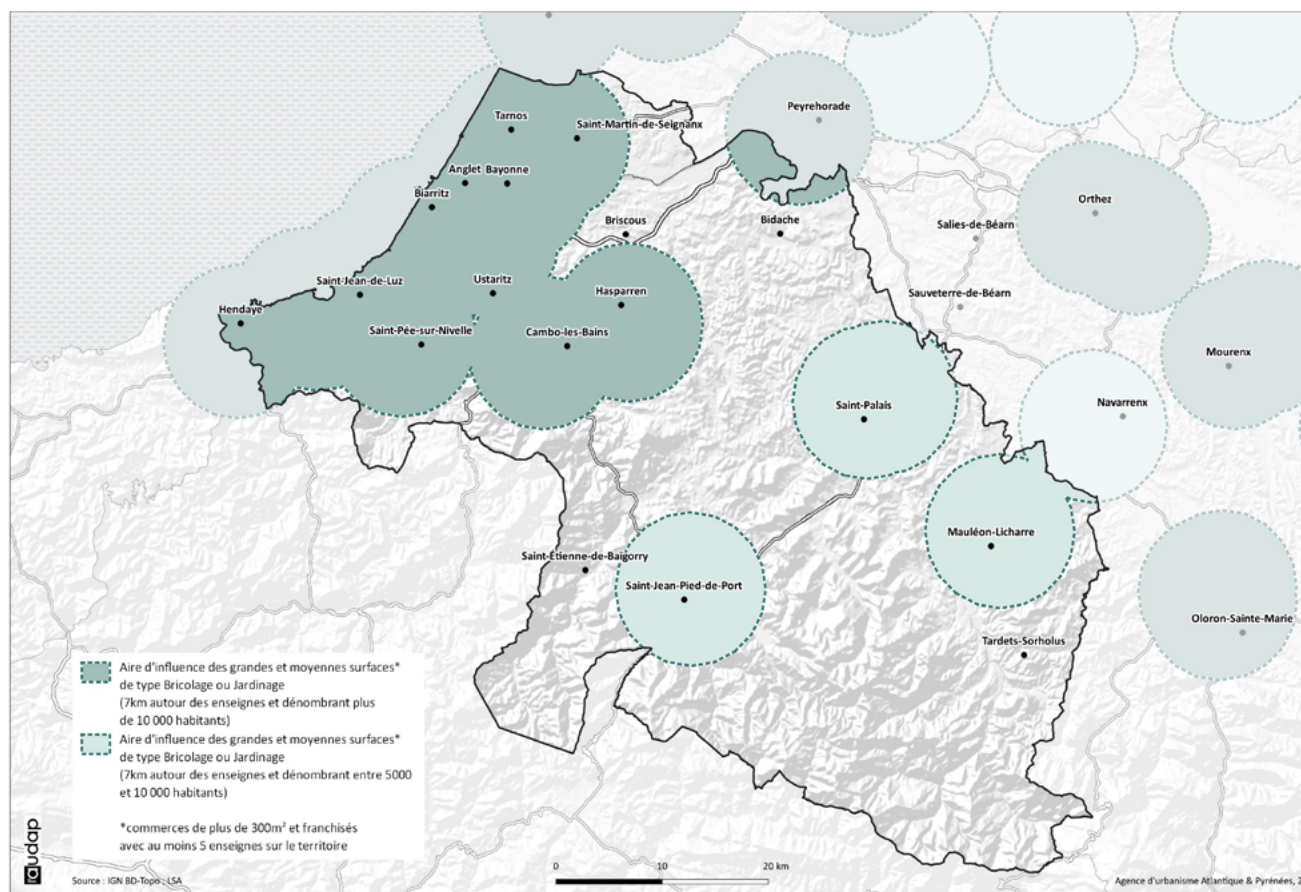 Peyrehorade
Tarnos
Saint-Martin-de-Seignanx
Anglet
Bayonne
Biarritz
Orthez
Briscous
Bidache
Salies-de-Béarn
Saint-Jean-de-Luz
Ustaritz
Hasparren
Sauveterre-de-Béarn
Hendaye
Saint-Pée-sur-Nivelle
Cambo-les-Bains
Mourenx
Saint-Palais
Navarrenx
Mauléon-Licharre
Saint-Étienne-de-Baïgorry
Saint-Jean-Pied-de-Port
Oloron-Sainte-Marie
Tardets-Sorholus
Aire d'influence des grandes et moyennes surfaces*
de type Bricolage ou Jardinage
(7km autour des enseignes et dénombrant plus
de 10 000 habitants)
Aire d'influence des grandes et moyennes surfaces*
de type Bricolage ou Jardinage
(7km autour des enseignes et dénombrant entre 5000
et 10 000 habitants)
*commerces de plus de 300m² et franchisés
avec au moins 5 enseignes sur le territoire
audap
0 10 20 km
Source : IGN BD-Topo ; LSA
Agence d'urbanisme Atlantique & Pyrénées, 2